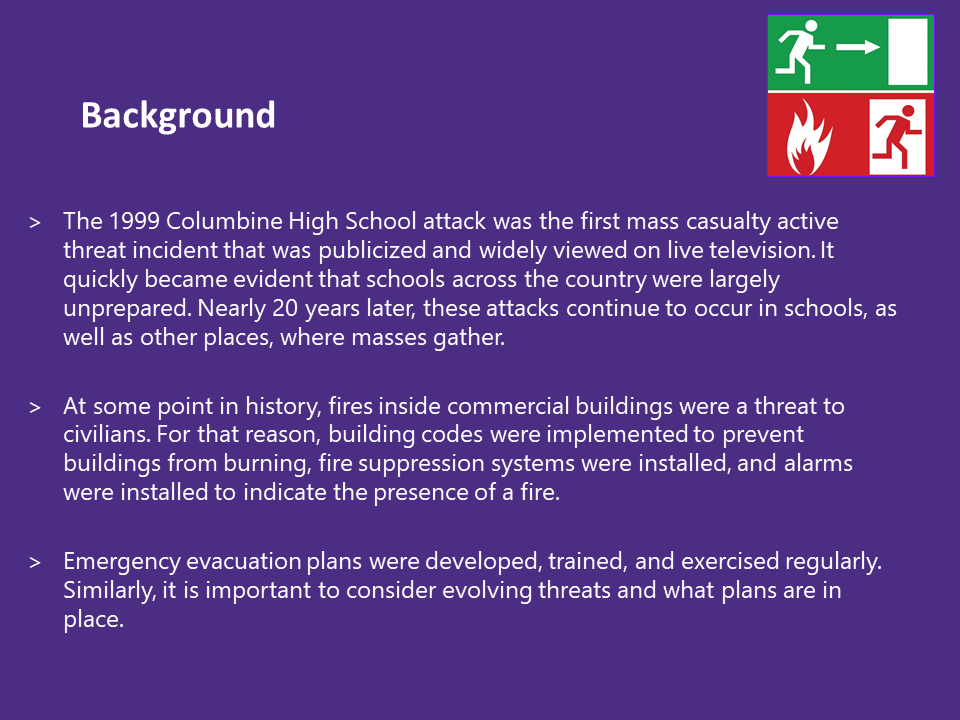 Background
> The 1999 Columbine High School attack was the first mass casualty active
threat incident that was publicized and widely viewed on live television. It
quickly became evident that schools across the country were largely
unprepared. Nearly 20 years later, these attacks continue to occur in schools, as
well as other places, where masses gather.
> At some point in history, fires inside commercial buildings were a threat to
civilians. For that reason, building codes were implemented to prevent
buildings from burning, fire suppression systems were installed, and alarms
were installed to indicate the presence of a fire.
> Emergency evacuation plans were developed, trained, and exercised regularly.
Similarly, it is important to consider evolving threats and what plans are in
place.